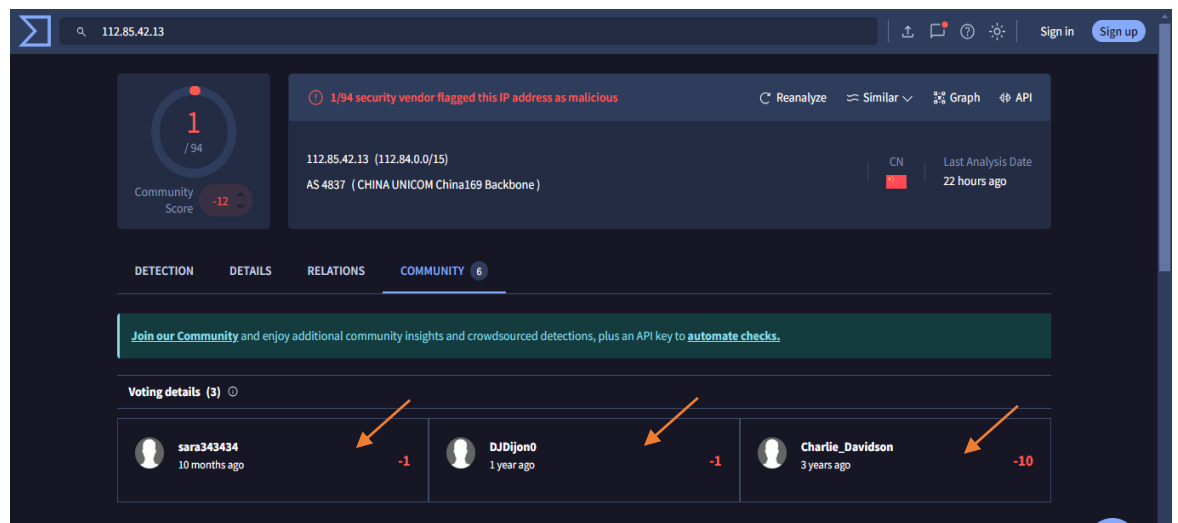 112.85.42.13
Sign in
Sign up
1
/ 94
Community
Score
-12
1/94 security vendor flagged this IP address as malicious
Reanalyze
Similar
Graph
API
112.85.42.13 (112.84.0.0/15)
AS 4837 ( CHINA UNICOM China169 Backbone )
CN
Last Analysis Date
22 hours ago
DETECTION
DETAILS
RELATIONS
COMMUNITY 6
Join our Community and enjoy additional community insights and crowdsourced detections, plus an API key to automate checks.
Voting details (3)
sara343434
10 months ago
-1
DJDijon0
1 year ago
-1
Charlie_Davidson
3 years ago
-10